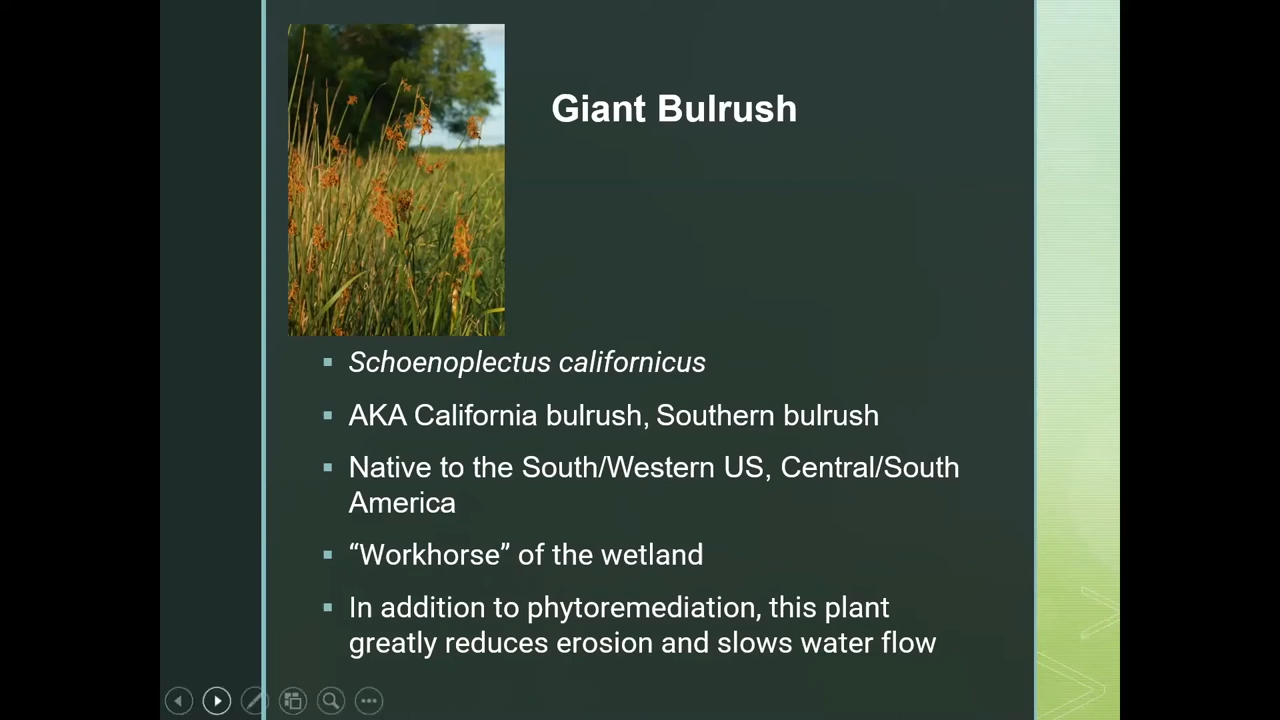 Giant Bulrush
Schoenoplectus californicus
AKA California bulrush, Southern bulrush
Native to the South/Western US, Central/South
America
“Workhorse” of the wetland
In addition to phytoremediation, this plant
greatly reduces erosion and slows water flow